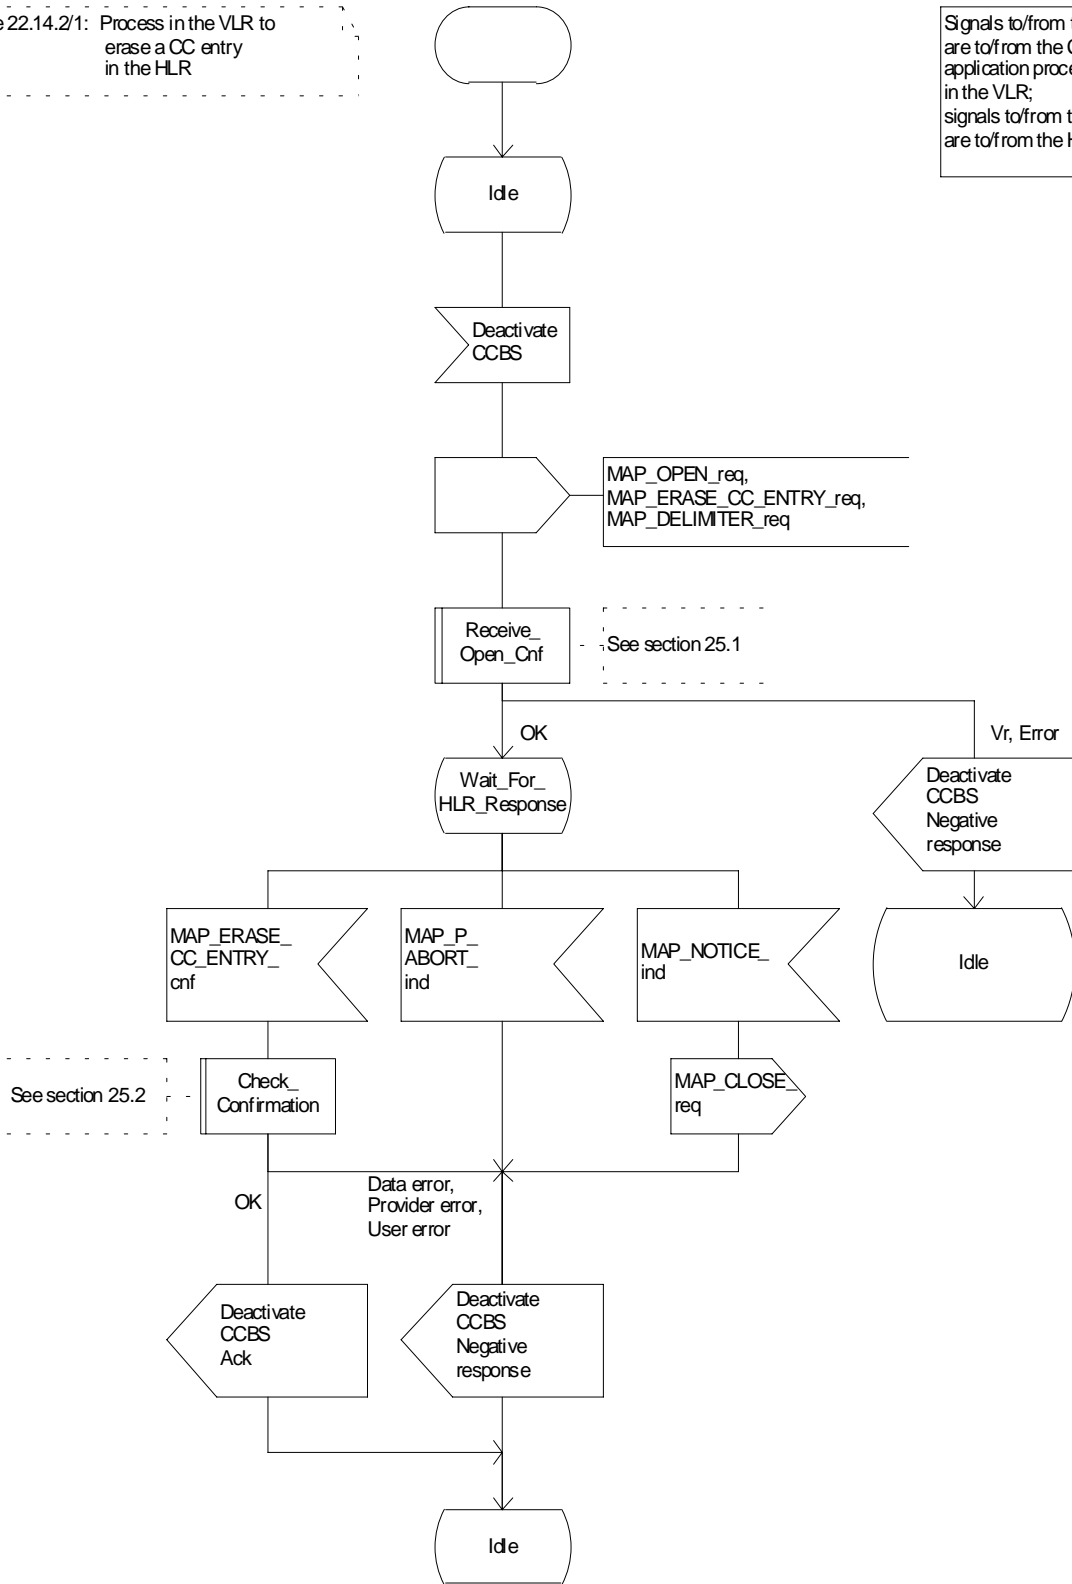 22.14.2/1: Process in the VLR to
erase a CC entry
in the HLR
Signals to/from
are to/from the
application
in the VLR;
signals to/from
are to/from the
Idle
Deactivate
CCBS
MAP_OPEN_req,
MAP_ERASE_CC_ENTRY_req,
MAP_DELIMITER_req
Receive_
Open_Cnf
See section 25.1
OK
Vr, Error
Wait_For_
HLR_Response
Deactivate
CCBS
Negative
response
MAP_ERASE_
CC_ENTRY_
cnf
MAP_P_
ABORT_
ind
MAP_NOTICE_
ind
Idle
See section 25.2
Check_
Confirmation
MAP_CLOSE_
req
OK
Data error,
Provider error,
User error
Deactivate
CCBS
Ack
Deactivate
CCBS
Negative
response
Idle